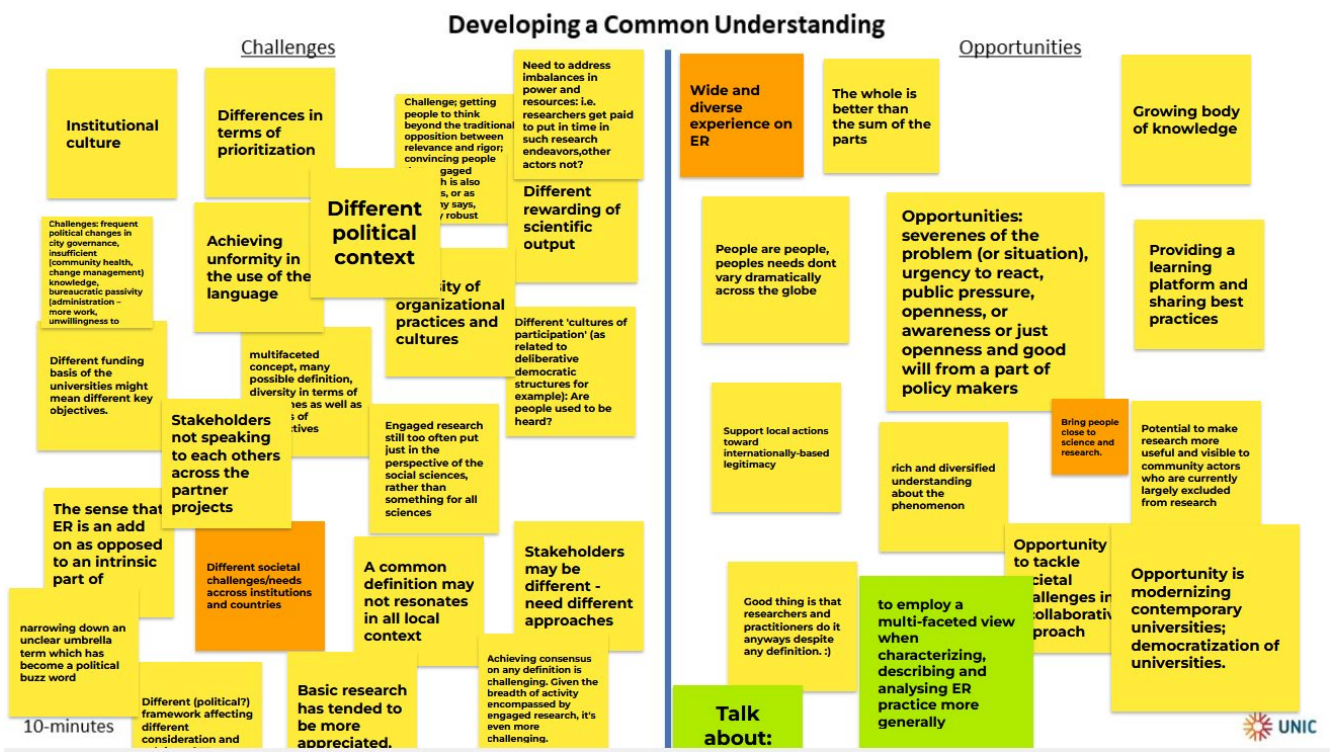 Developing a Common Understanding
Challenges
Opportunities
Institutional
culture
Differences in
terms of
prioritization
Challenge; getting
people to think
beyond the traditional
opposition between
relevance and rigor;
convincing people
gaged
h is also
s, or as
ny says,
y robust
Need to address
imbalances in
power and
resources: i.e.
researchers get paid
to put in time in
such research
endeavors,other
actors not?
Different
political
context
Different
rewarding of
scientific
output
Challenges: frequent
political changes in
city governance,
insufficient
(community health,
change management)
knowledge,
bureaucratic passivity
(administration –
more work,
unwillingness to
Achieving
unformity in
the use of the
language
sity of
organizational
practices and
cultures
Different 'cultures of
participation' (as
related to
deliberative
democratic
structures for
example): Are
people used to be
heard?
Different funding
basis of the
universities might
mean different key
objectives.
multifaceted
concept, many
possible definition,
diversity in terms of
nes as well as
s of
ctives
Stakeholders
not speaking
to each others
across the
partner
projects
Engaged research
still too often put
just in the
perspective of the
social sciences,
rather than
something for all
sciences
The sense that
ER is an add
on as opposed
to an intrinsic
part of
Different societal
challenges/needs
accross institutions
and countries
A common
definition may
not resonates
in all local
context
Stakeholders
may be
different -
need different
approaches
narrowing down an
unclear umbrella
term which has
become a political
buzz word
Different (political?)
framework affecting
different
consideration and
Basic research
has tended to
be more
appreciated.
Achieving consensus
on any definition is
challenging. Given the
breadth of activity
encompassed by
engaged research, it's
even more
challenging.
10-minutes
Wide and
diverse
experience on
ER
The whole is
better than
the sum of the
parts
Growing body
of knowledge
People are people,
peoples needs dont
vary dramatically
across the globe
Opportunities:
severenes of the
problem (or situation),
urgency to react,
public pressure,
openness, or
awareness or just
openness and good
will from a part of
policy makers
Providing a
learning
platform and
sharing best
practices
Support local actions
toward
internationally-based
legitimacy
rich and diversified
understanding
about the
phenomenon
Bring people
close to
science and
research.
Potential to make
research more
useful and visible to
community actors
who are currently
largely excluded
from research
Good thing is that
researchers and
practitioners do it
anyways despite
any definition. :)
to employ a
multi-faceted view
when
characterizing,
describing and
analysing ER
practice more
generally
Opportunity
to tackle
ocietal
allenges in
ollaborativ
proach
Opportunity is
modernizing
contemporary
universities;
democratization of
universities.
Talk
about:
UNIC